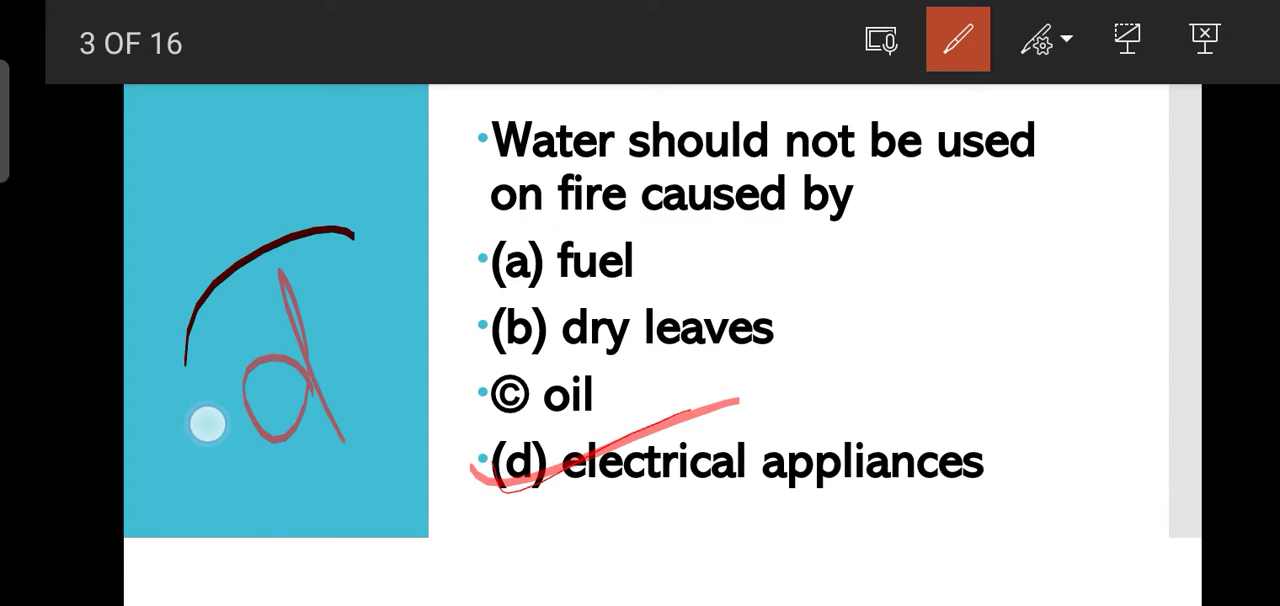 3 OF 16
•Water should not be used
on fire caused by
•(a) fuel
•(b) dry leaves
•© oil
•(d) electrical appliances
d